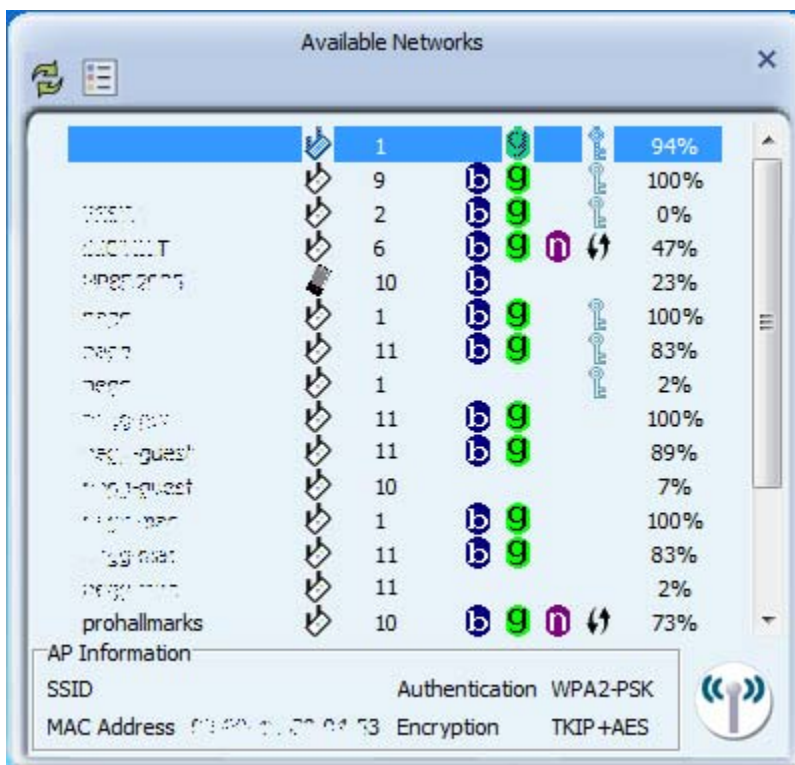 Available Networks
1 g 94%
9 b g 100%
2 b g 0%
6 b g n 47%
10 b 23%
1 b g 100%
11 b g 83%
1 2%
11 b g 100%
-guest 11 b g 89%
-guest 10 7%
1 b g 100%
11 b g 83%
11 2%
prohallmarks 10 b g n 73%
AP Information
SSID Authentication WPA2-PSK
MAC Address Encryption TKIP+AES